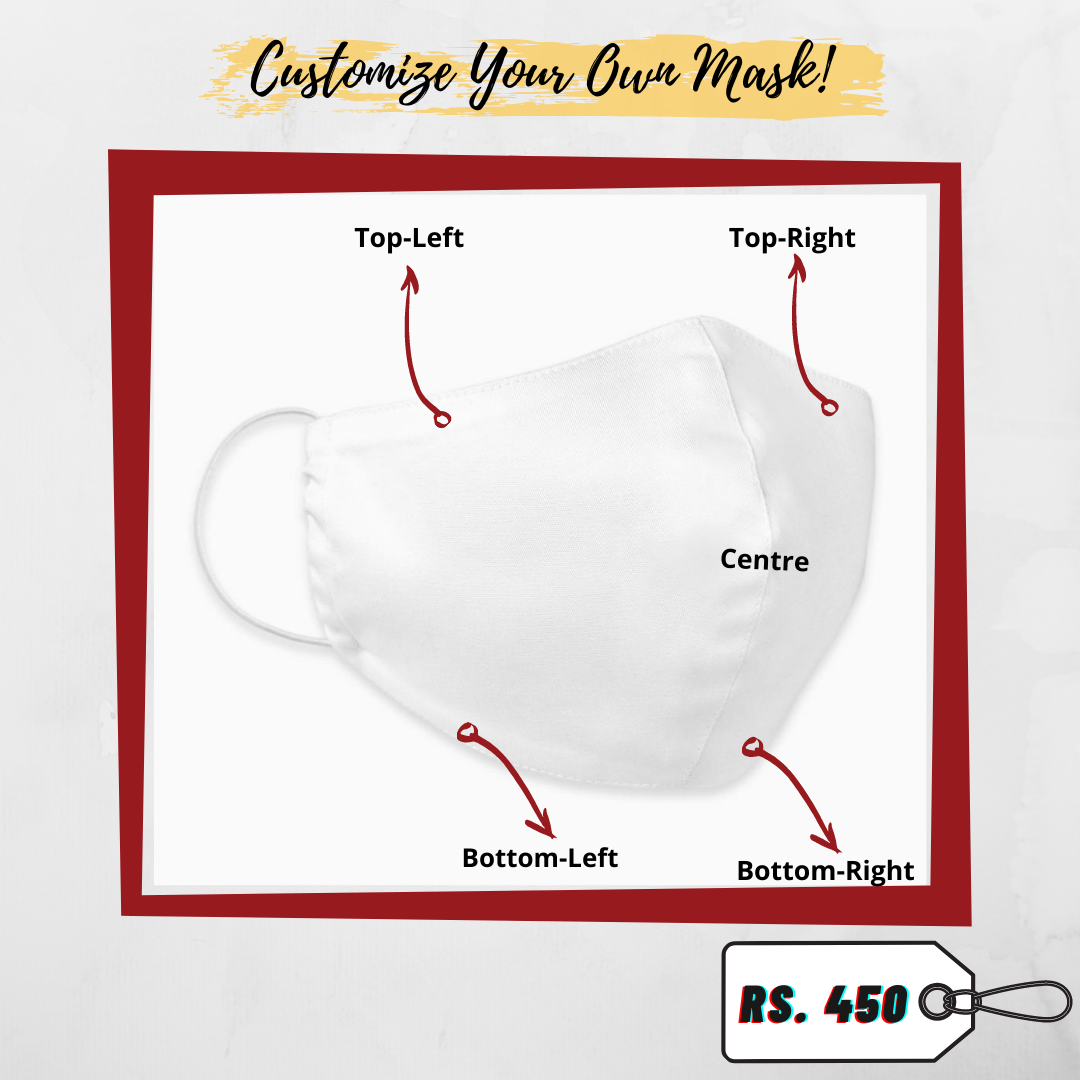 Customize Your Own Mask!
Top-Left
Top-Right
Centre
Bottom-Left
Bottom-Right
RS. 450